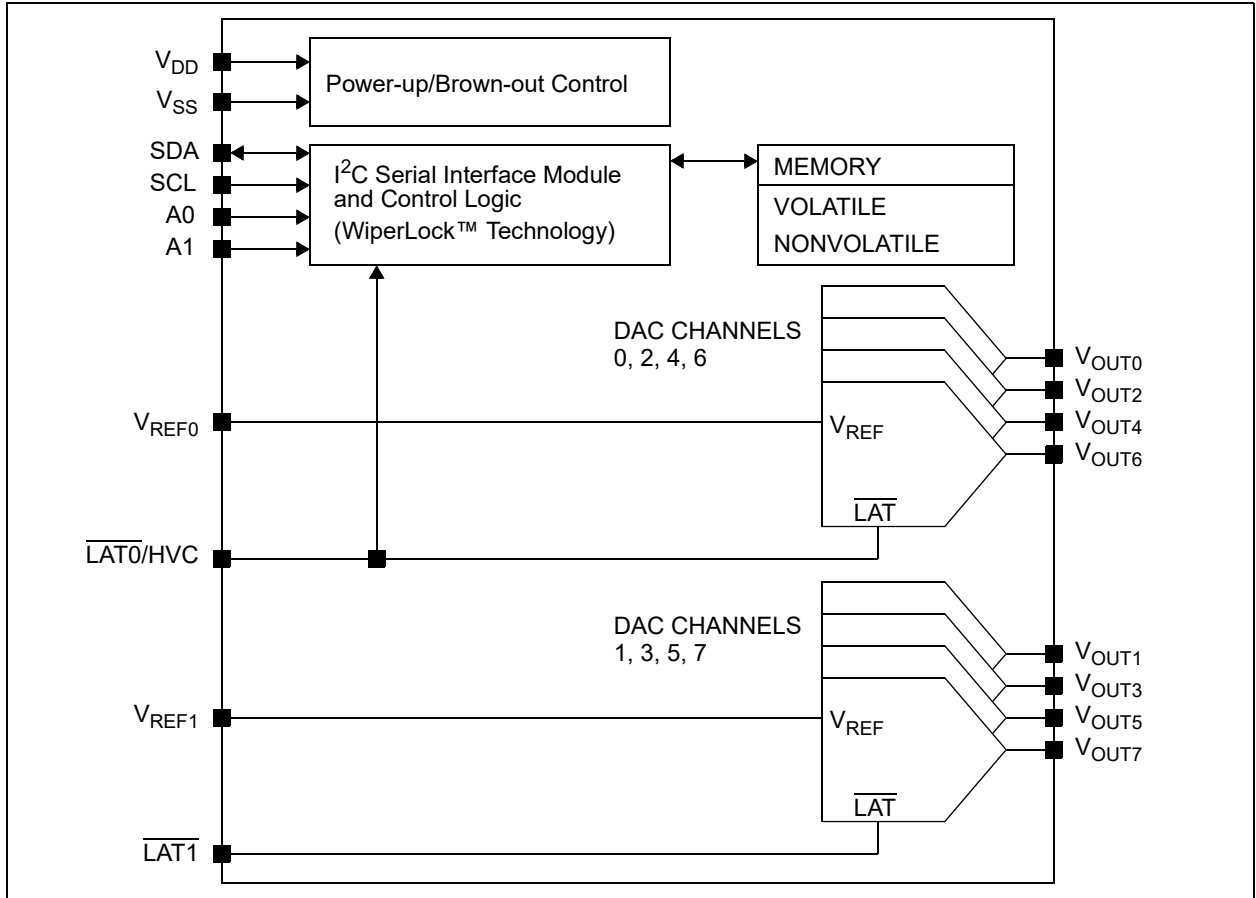 VDD
Power-up/Brown-out Control
VSS
SDA
SCL
A0
A1
I2C Serial Interface Module
and Control Logic
(WiperLock™ Technology)
MEMORY
VOLATILE
NONVOLATILE
DAC CHANNELS
0, 2, 4, 6
VOUT0
VOUT2
VOUT4
VOUT6
VREF0
VREF
LAT
LAT0/HVC
DAC CHANNELS
1, 3, 5, 7
VOUT1
VOUT3
VOUT5
VOUT7
VREF1
VREF
LAT
LAT1